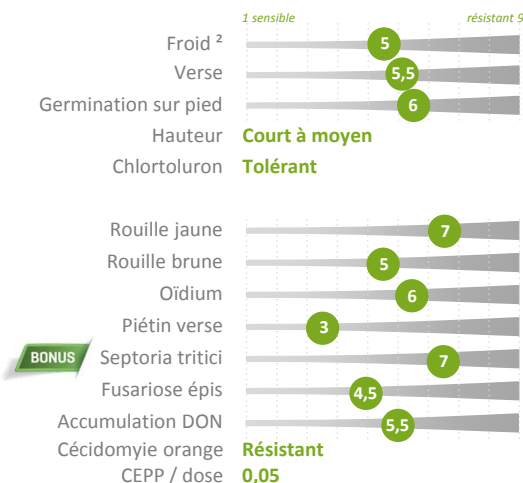 1 sensible résistant 9
Froid ² 5
Verse 5,5
Germination sur pied 6
Hauteur Court à moyen
Chlortoluron Tolérant
Rouille jaune 7
Rouille brune 5
Oïdium 6
Piétin verse 3
BONUS Septoria tritici 7
Fusariose épis 4,5
Accumulation DON 5,5
Cécidomyie orange Résistant
CEPP / dose 0,05